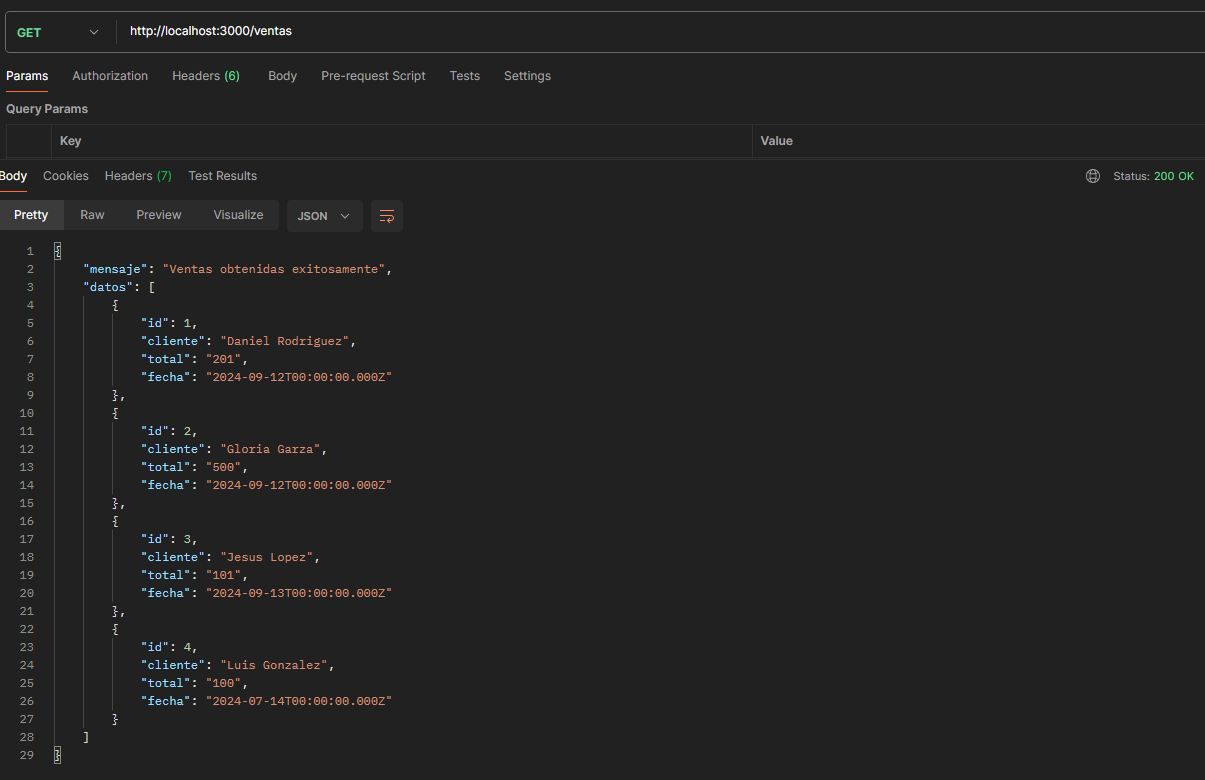 GET http://localhost:3000/ventas
Params Authorization Headers (6) Body Pre-request Script Tests Settings
Query Params
Key Value
Body Cookies Headers (7) Test Results Status: 200 OK
Pretty Raw Preview Visualize JSON
1 {
2 "mensaje": "Ventas obtenidas exitosamente",
3 "datos": [
4 {
5 "id": 1,
6 "cliente": "Daniel Rodriguez",
7 "total": "201",
8 "fecha": "2024-09-12T00:00:00.000Z"
9 },
10 {
11 "id": 2,
12 "cliente": "Gloria Garza",
13 "total": "500",
14 "fecha": "2024-09-12T00:00:00.000Z"
15 },
16 {
17 "id": 3,
18 "cliente": "Jesus Lopez",
19 "total": "101",
20 "fecha": "2024-09-13T00:00:00.000Z"
21 },
22 {
23 "id": 4,
24 "cliente": "Luis Gonzalez",
25 "total": "100",
26 "fecha": "2024-07-14T00:00:00.000Z"
27 }
28 ]
29 }